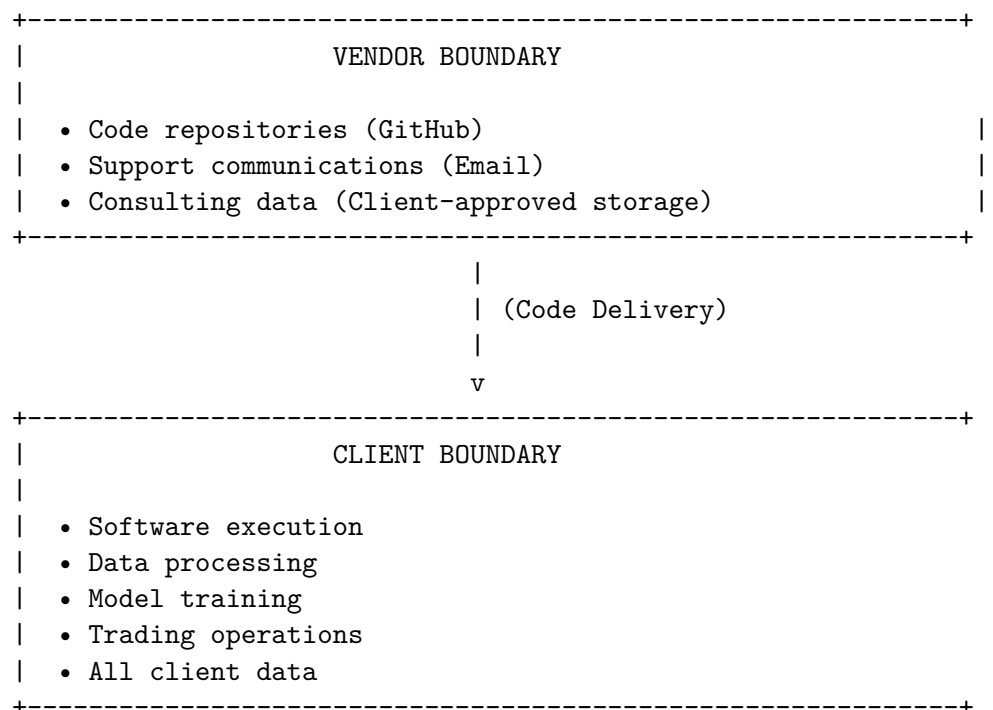 +-------------------------------------------------------------+
| VENDOR BOUNDARY
|
| • Code repositories (GitHub) |
| • Support communications (Email) |
| • Consulting data (Client-approved storage) |
+-------------------------------------------------------------+
|
| (Code Delivery)
|
v
+-------------------------------------------------------------+
| CLIENT BOUNDARY
|
| • Software execution
| • Data processing
| • Model training
| • Trading operations
| • All client data
+-------------------------------------------------------------+